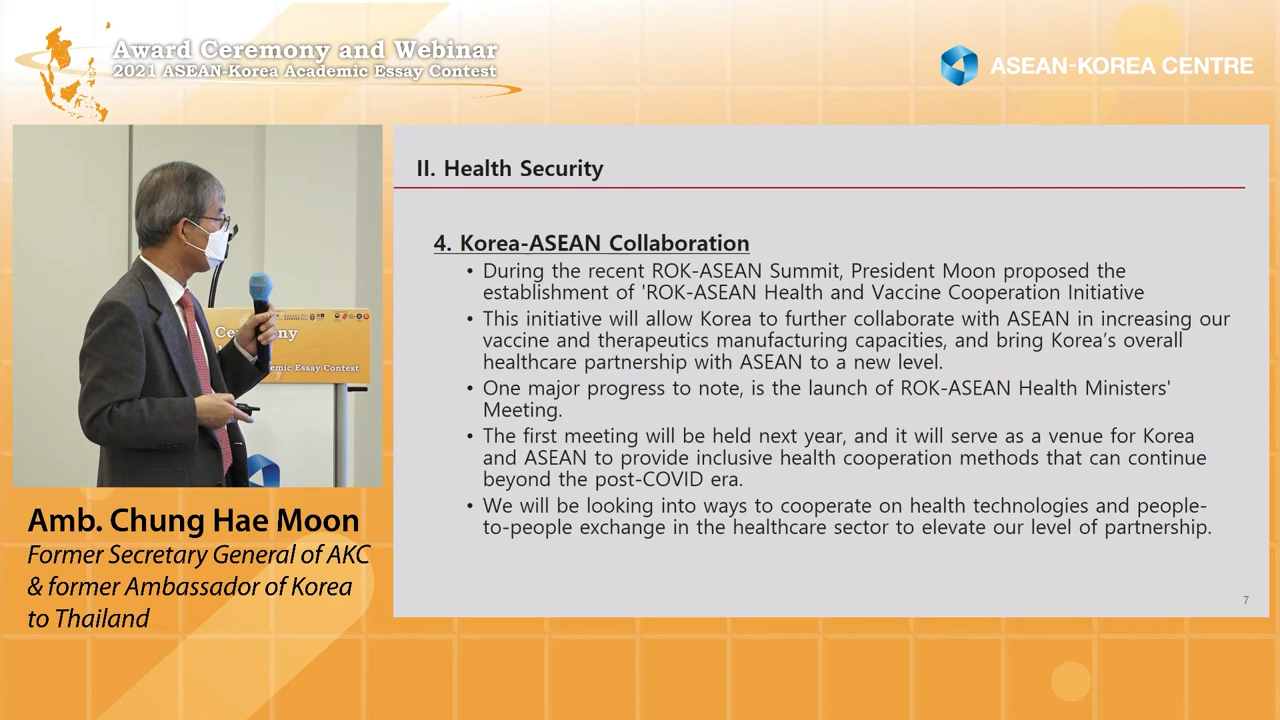 Award Ceremony and Webinar
2021 ASEAN-Korea Academic Essay Contest
ASEAN-KOREA CENTRE
Ce
ny
emic Essay Contest
Amb. Chung Hae Moon
Former Secretary General of AKC
& former Ambassador of Korea
to Thailand
II. Health Security
4. Korea-ASEAN Collaboration
• During the recent ROK-ASEAN Summit, President Moon proposed the
establishment of 'ROK-ASEAN Health and Vaccine Cooperation Initiative
• This initiative will allow Korea to further collaborate with ASEAN in increasing our
vaccine and therapeutics manufacturing capacities, and bring Korea’s overall
healthcare partnership with ASEAN to a new level.
• One major progress to note, is the launch of ROK-ASEAN Health Ministers'
Meeting.
• The first meeting will be held next year, and it will serve as a venue for Korea
and ASEAN to provide inclusive health cooperation methods that can continue
beyond the post-COVID era.
• We will be looking into ways to cooperate on health technologies and people-
to-people exchange in the healthcare sector to elevate our level of partnership.
7